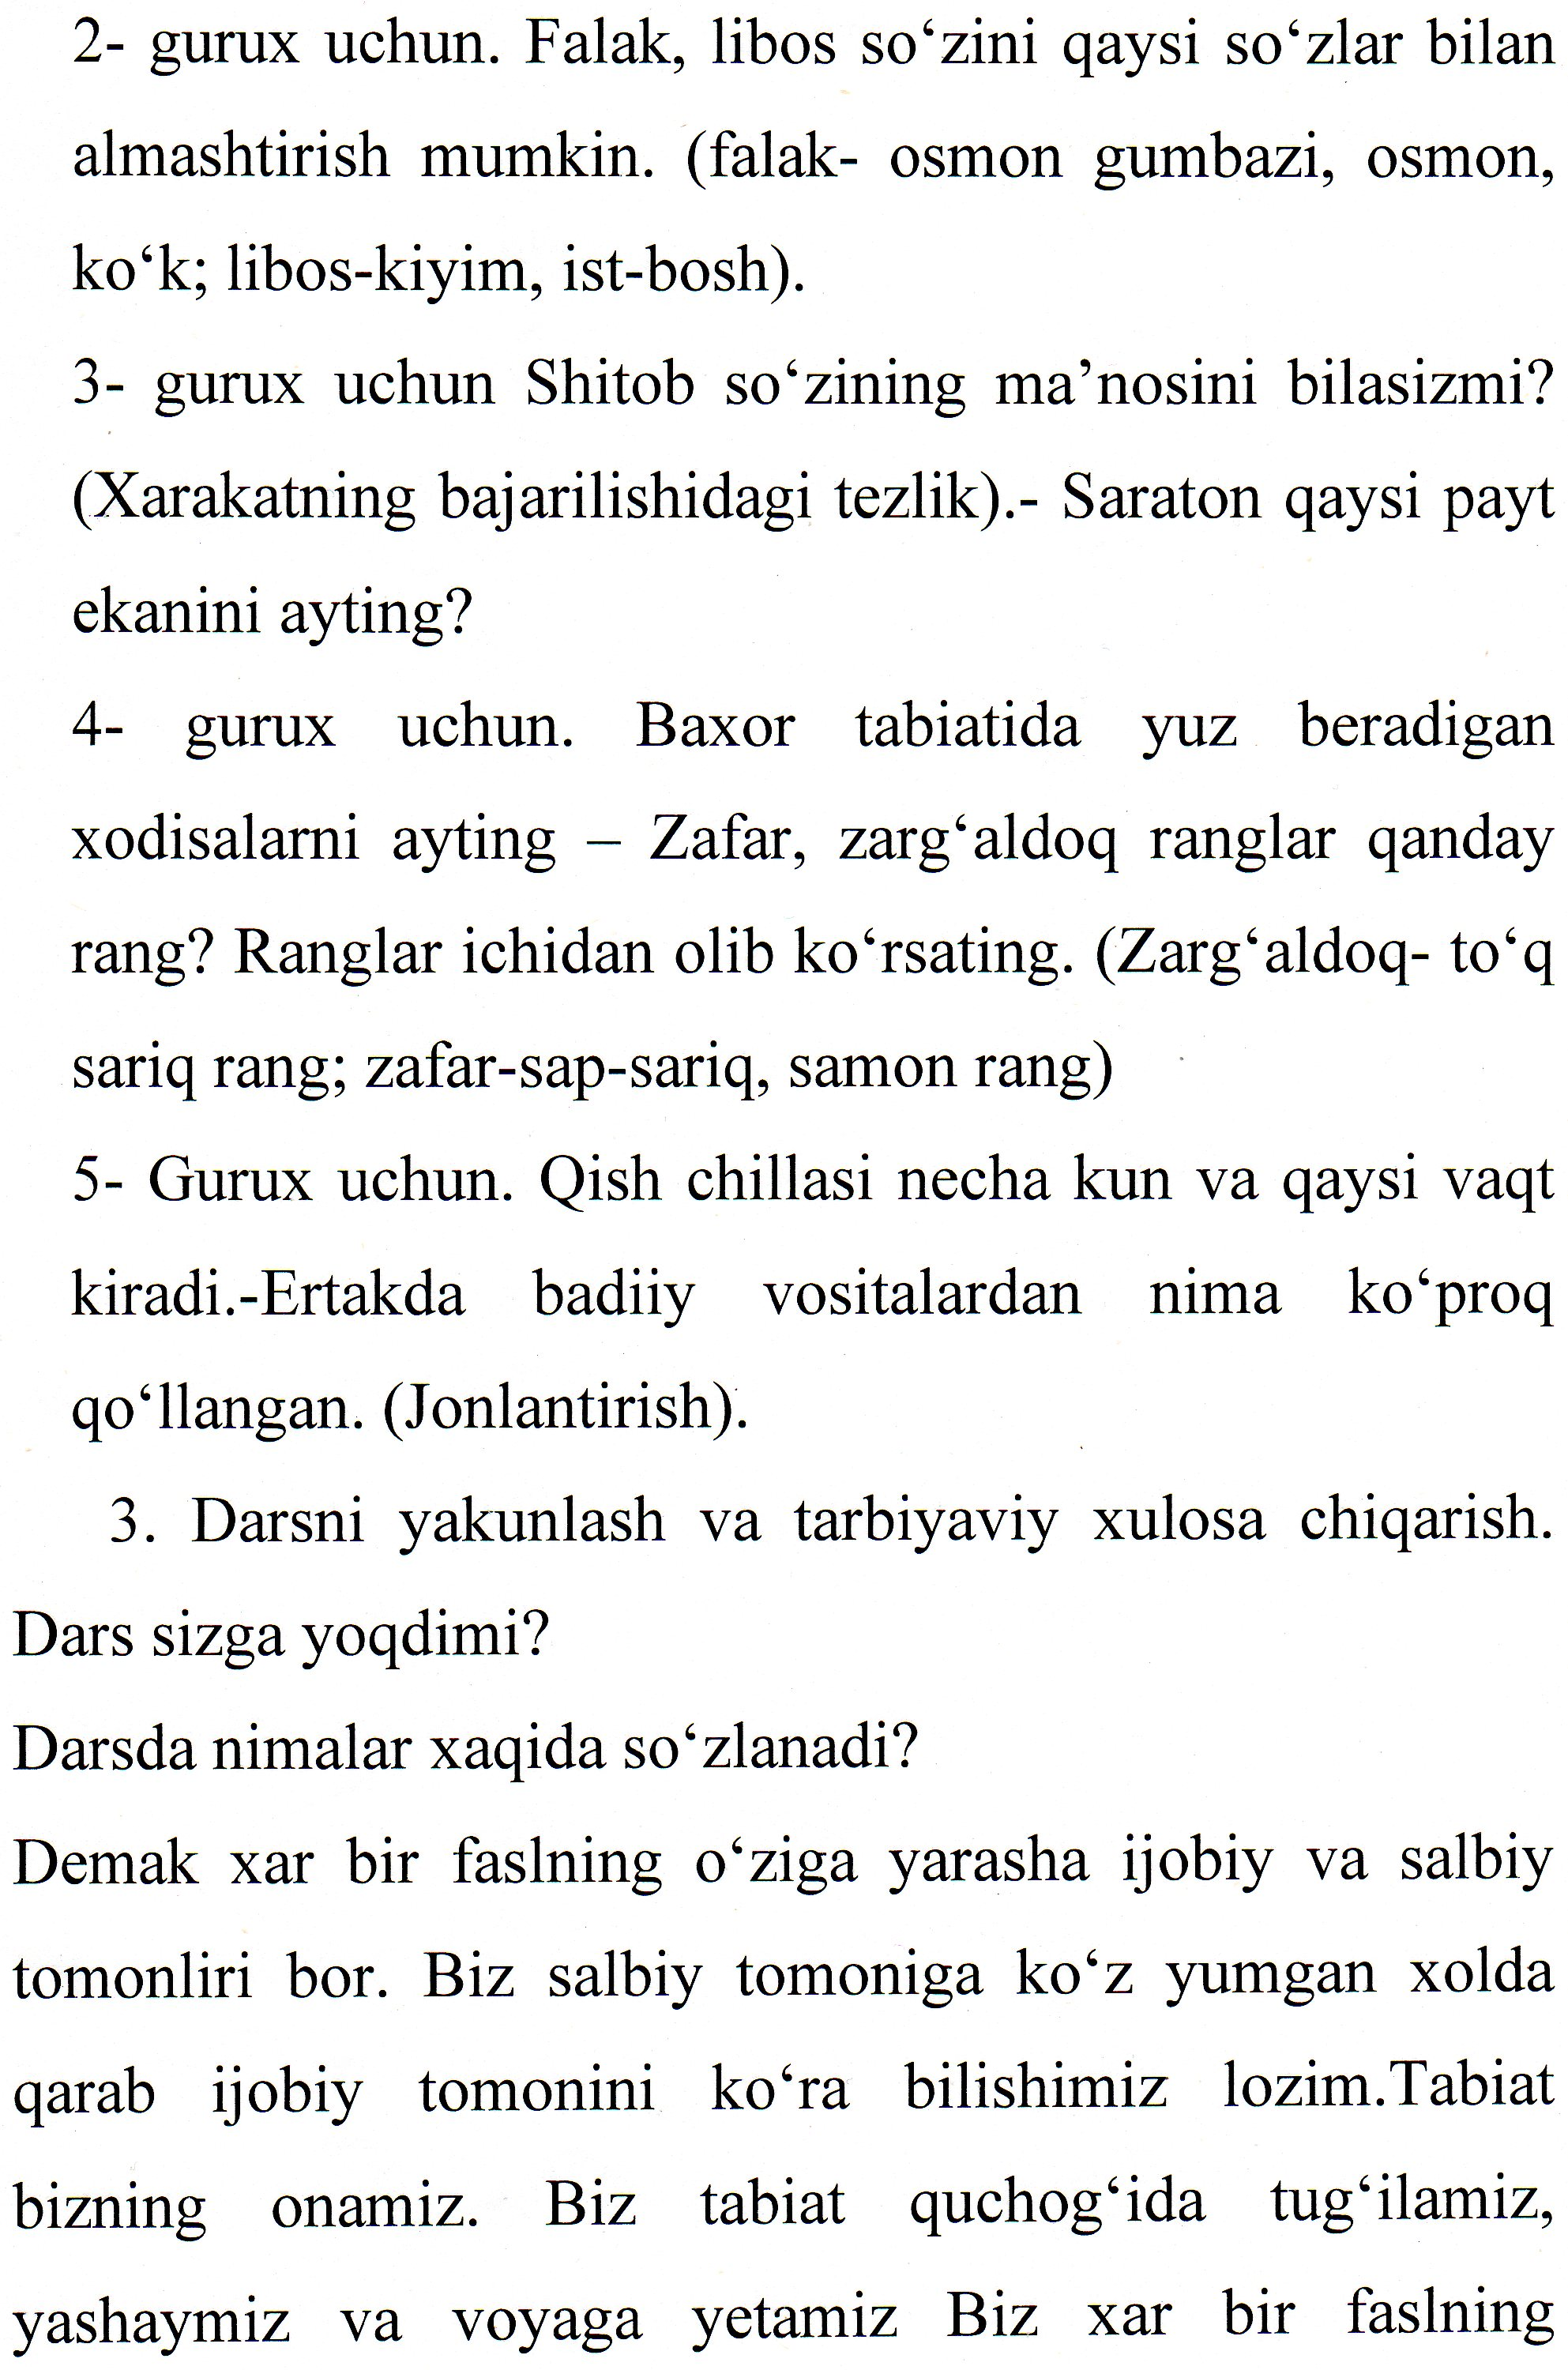 2- gurux uchun. Falak, libos so‘zini qaysi so‘zlar bilan
almashtirish mumkin. (falak- osmon gumbazi, osmon,
ko‘k; libos-kiyim, ist-bosh).
3- gurux uchun Shitob so‘zining ma’nosini bilasizmi?
(Xarakatning bajarilishidagi tezlik).- Saraton qaysi payt
ekanini ayting?
4- gurux uchun. Baxor tabiatida yuz beradigan
xodisalarni ayting – Zafar, zarg‘aldoq ranglar qanday
rang? Ranglar ichidan olib ko‘rsating. (Zarg‘aldoq- to‘q
sariq rang; zafar-sap-sariq, samon rang)
5- Gurux uchun. Qish chillasi necha kun va qaysi vaqt
kiradi.-Ertakda badiiy vositalardan nima ko‘proq
qo‘llangan. (Jonlantirish).
3. Darsni yakunlash va tarbiyaviy xulosa chiqarish.
Dars sizga yoqdimi?
Darsda nimalar xaqida so‘zlanadi?
Demak xar bir faslning o‘ziga yarasha ijobiy va salbiy
tomonliri bor. Biz salbiy tomoniga ko‘z yumgan xolda
qarab ijobiy tomonini ko‘ra bilishimiz lozim.Tabiat
bizning onamiz. Biz tabiat quchog‘ida tug‘ilamiz,
yashaymiz va voyaga yetamiz Biz xar bir faslning